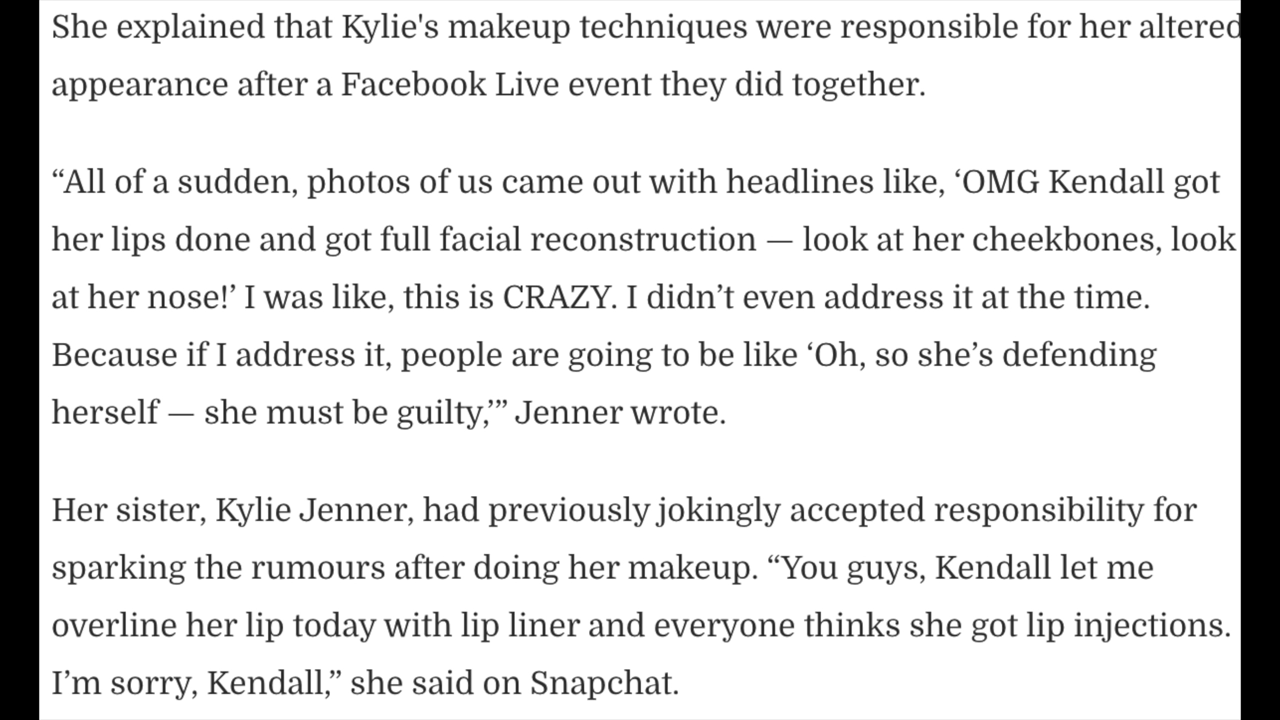 She explained that Kylie's makeup techniques were responsible for her altered
appearance after a Facebook Live event they did together.
“All of a sudden, photos of us came out with headlines like, ‘OMG Kendall got
her lips done and got full facial reconstruction — look at her cheekbones, look
at her nose!’ I was like, this is CRAZY. I didn’t even address it at the time.
Because if I address it, people are going to be like ‘Oh, so she’s defending
herself — she must be guilty,’” Jenner wrote.
Her sister, Kylie Jenner, had previously jokingly accepted responsibility for
sparking the rumours after doing her makeup. “You guys, Kendall let me
overline her lip today with lip liner and everyone thinks she got lip injections.
I’m sorry, Kendall,” she said on Snapchat.